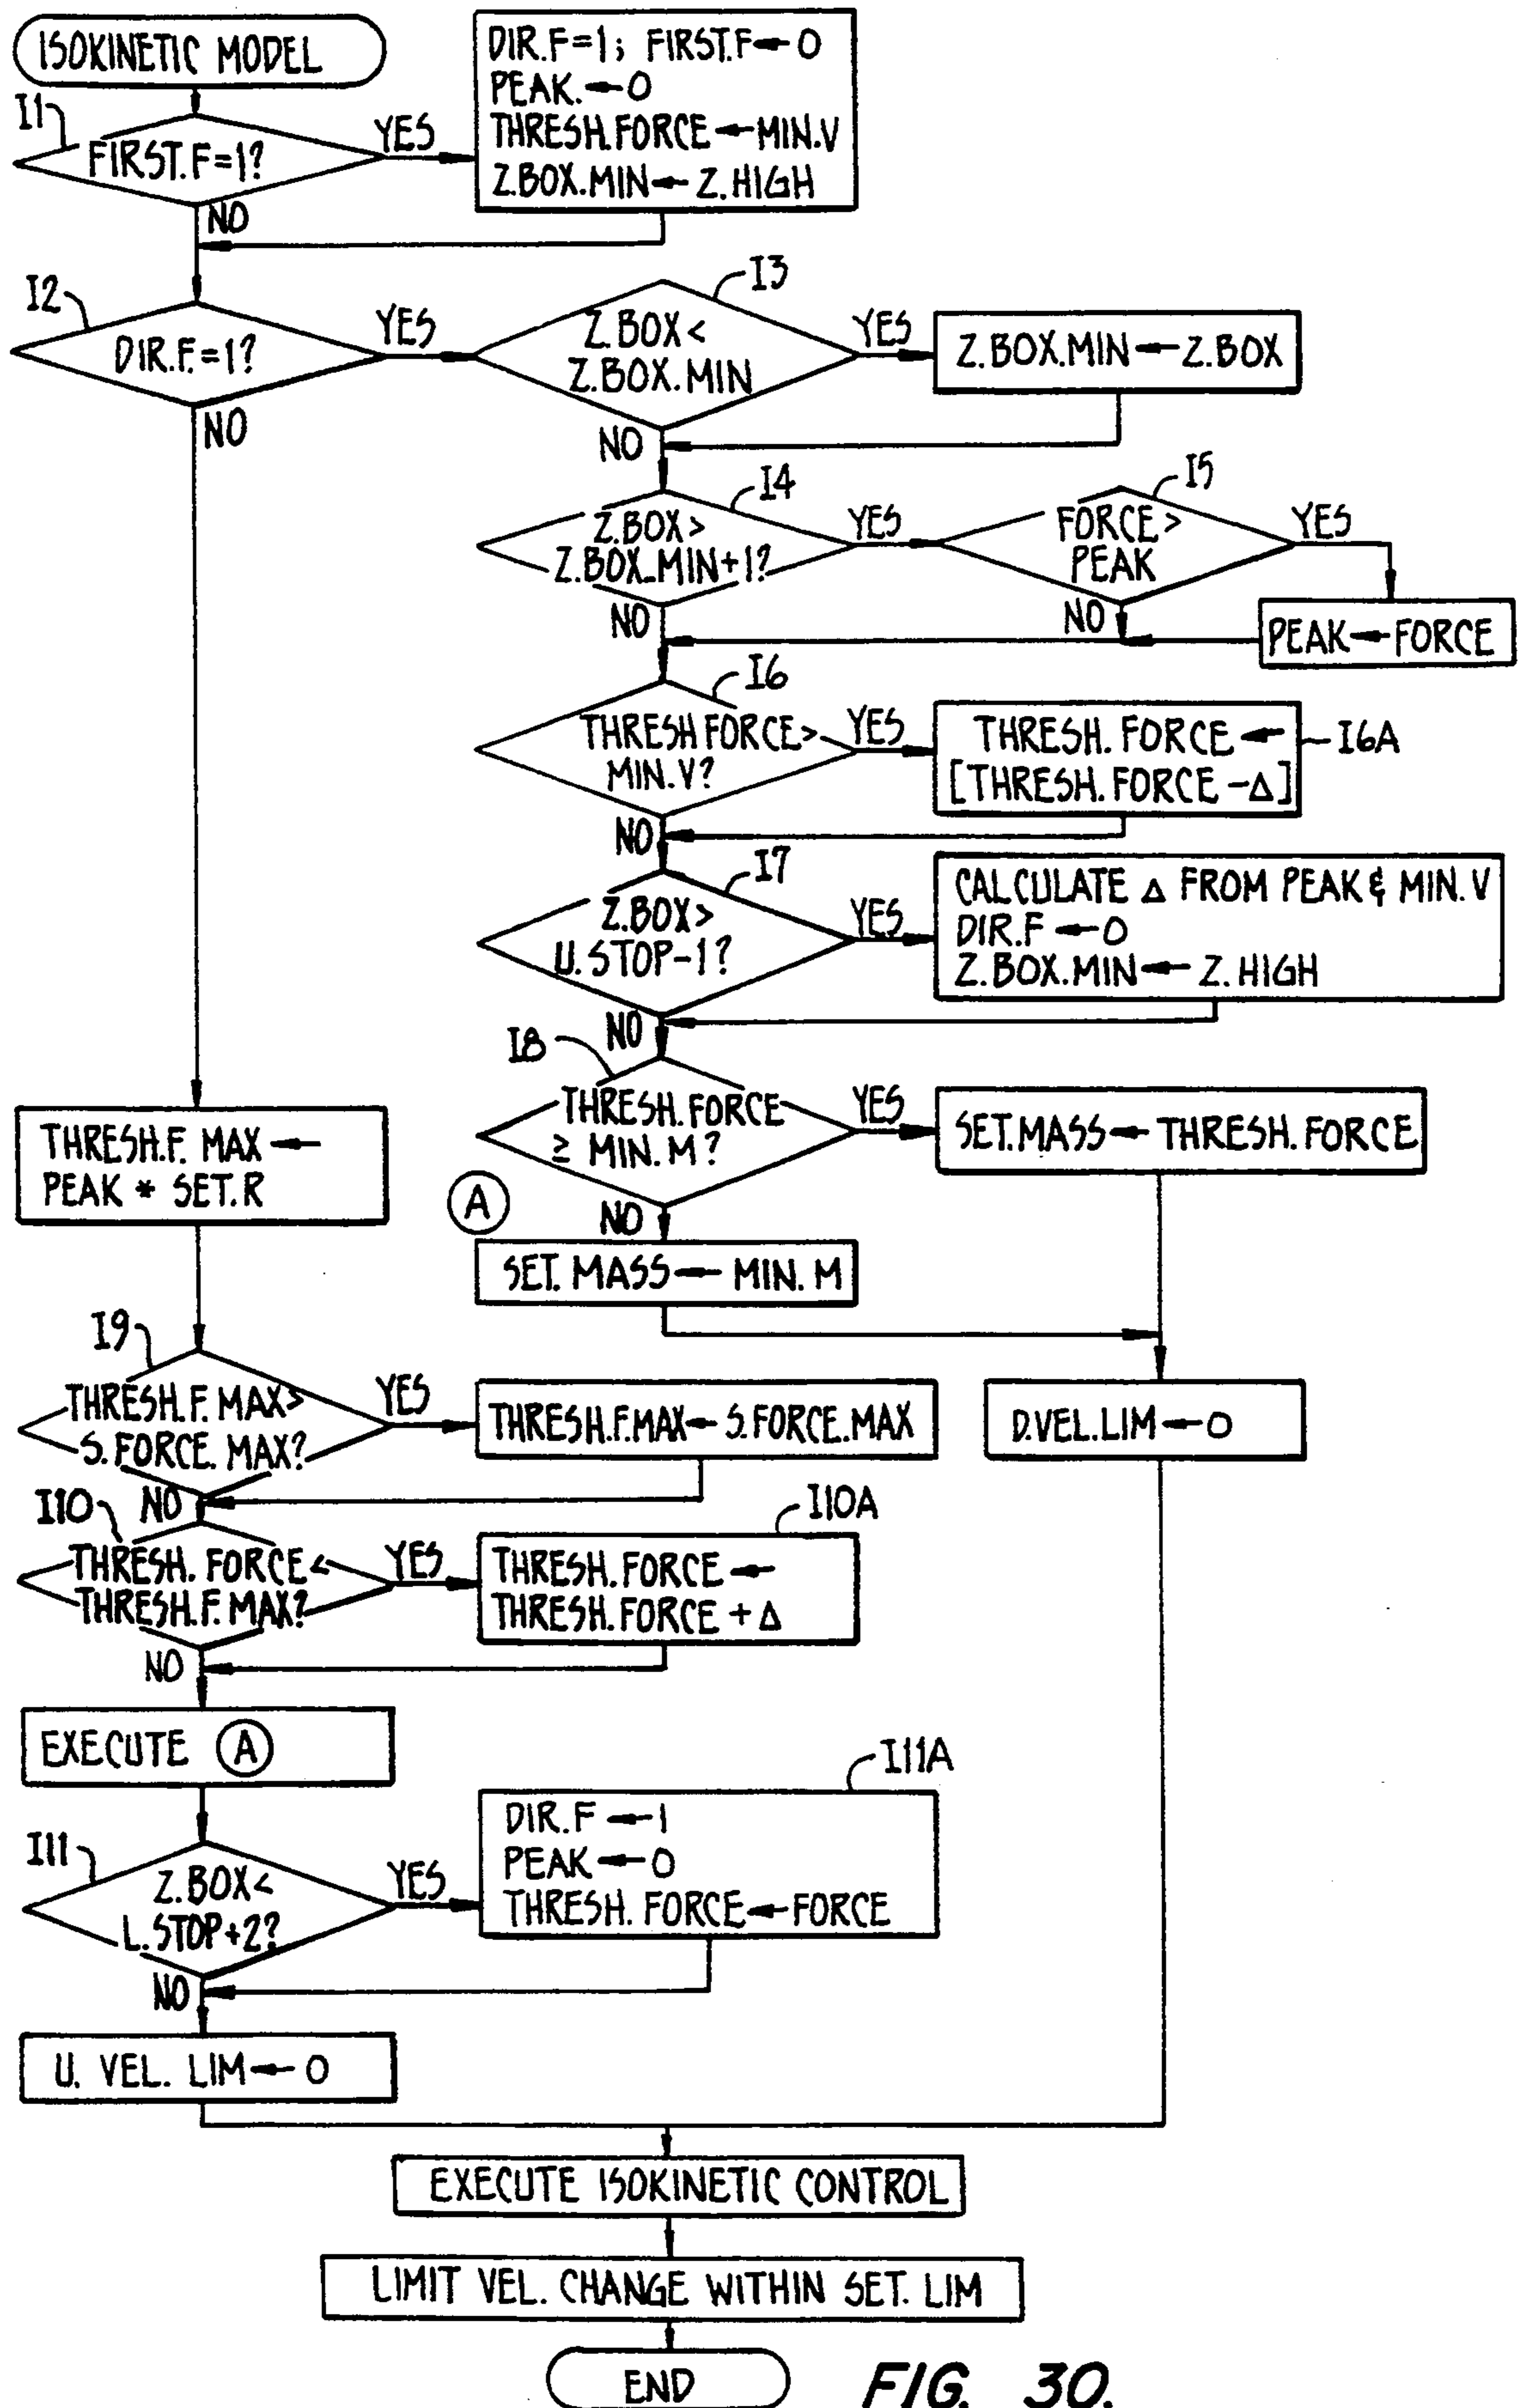 ISOKINETIC MODEL
DIR.F=1; FIRST.F←0
PEAK.←0
THRESH.FORCE←MIN.V
Z.BOX.MIN←Z.HIGH
I1
FIRST.F=1?
YES
NO
I2
DIR.F.=1?
YES
NO
I3
Z.BOX<
Z.BOX.MIN
YES
Z.BOX.MIN←Z.BOX
NO
I4
Z.BOX>
Z.BOX.MIN+1?
YES
NO
I5
FORCE>
PEAK
YES
NO
PEAK←FORCE
I6
THRESH FORCE>
MIN.V?
YES
NO
THRESH. FORCE←
[THRESH. FORCE-Δ]
I6A
I7
Z.BOX>
U.STOP-1?
YES
NO
CALCULATE Δ FROM PEAK & MIN.V
DIR.F←0
Z.BOX.MIN←Z.HIGH
I8
THRESH.FORCE
≥ MIN.M?
YES
NO
SET.MASS←THRESH.FORCE
A
SET. MASS←MIN. M
D.VEL.LIM←0
THRESH.F. MAX←
PEAK * SET.R
I9
THRESH.F. MAX>
S.FORCE. MAX?
YES
NO
THRESH.F.MAX←S.FORCE.MAX
I10
THRESH. FORCE<
THRESH.F. MAX?
YES
NO
I10A
THRESH.FORCE←
THRESH.FORCE+Δ
EXECUTE A
I11
Z.BOX<
L.STOP+2?
YES
NO
I11A
DIR.F←1
PEAK←0
THRESH. FORCE←FORCE
U. VEL. LIM←0
EXECUTE ISOKINETIC CONTROL
LIMIT VEL. CHANGE WITHIN SET. LIM
END
FIG. 30.